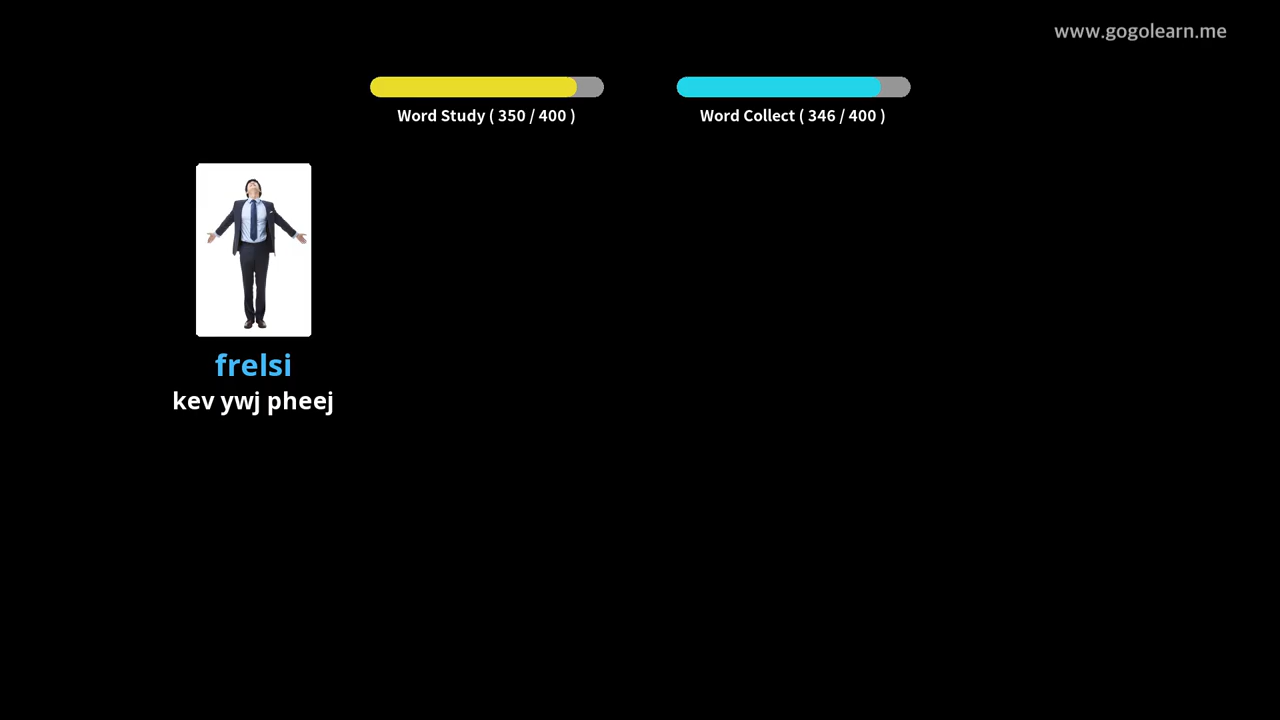 www.gogolearn.me
Word Study ( 350 / 400 )
Word Collect ( 346 / 400 )
frelsi
kev ywj pheej